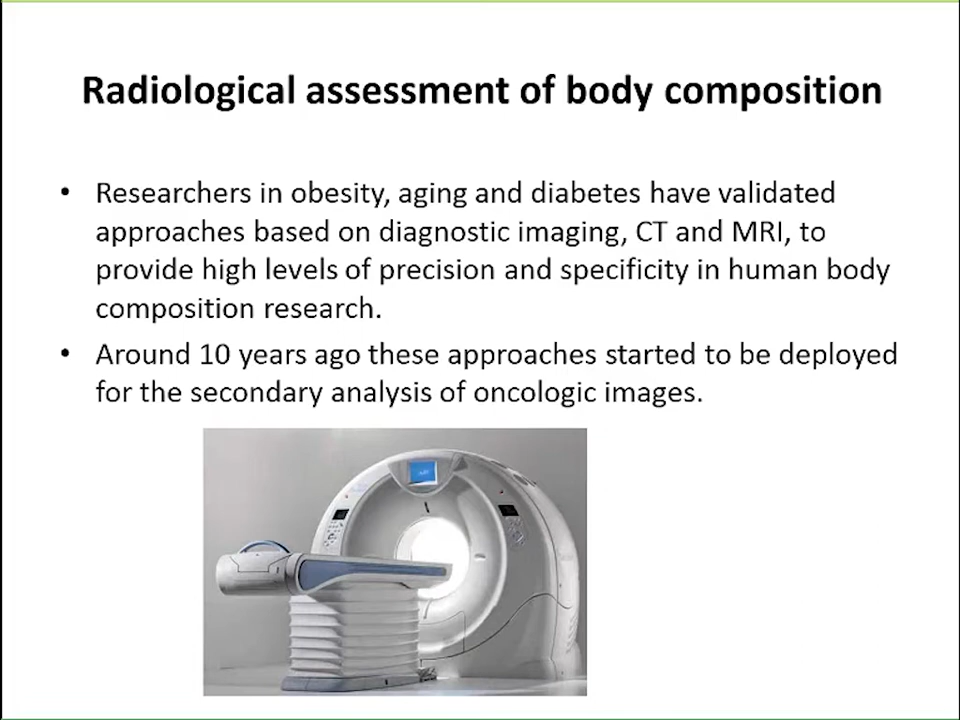 Radiological assessment of body composition
• Researchers in obesity, aging and diabetes have validated
approaches based on diagnostic imaging, CT and MRI, to
provide high levels of precision and specificity in human body
composition research.
• Around 10 years ago these approaches started to be deployed
for the secondary analysis of oncologic images.